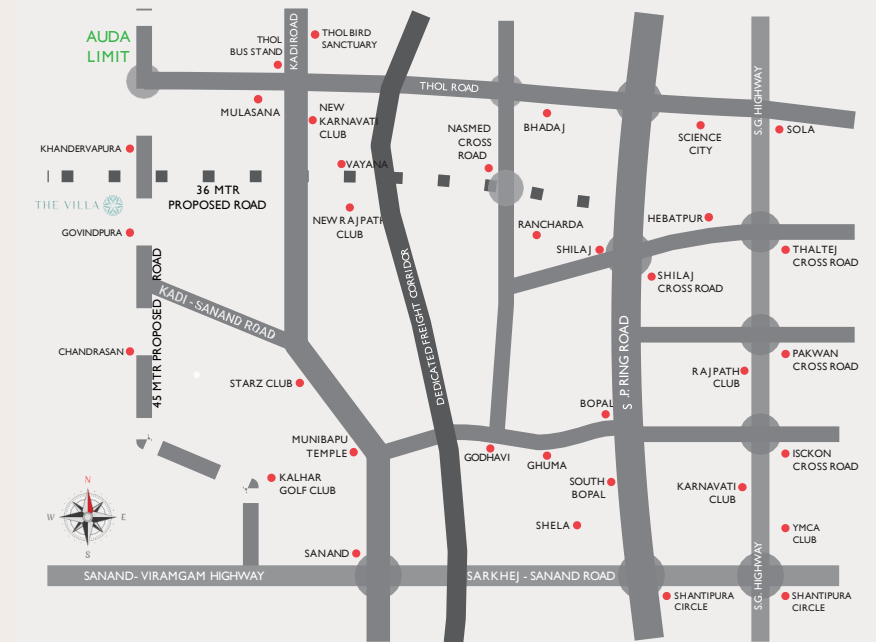 AUDA
LIMIT
THOL
BUS STAND
KADI ROAD
THOL BIRD
SANCTUARY
THOL ROAD
S.G. HIGHWAY
MULASANA
NEW
KARNAVATI
CLUB
NASMED
CROSS
ROAD
BHADAJ
SCIENCE
CITY
SOLA
KHANDERVAPURA
VAYANA
36 MTR
PROPOSED ROAD
THE VILLA
NEW RAJPATH
CLUB
GOVINDPURA
RANCHARDA
HEBATPUR
SHILAJ
THALTEJ
CROSS ROAD
SHILAJ
CROSS ROAD
45 MTR PROPOSED ROAD
KADI - SANAND ROAD
DEDICATED FREIGHT CORRIDOR
S .P. RING ROAD
CHANDRASAN
PAKWAN
CROSS ROAD
RAJPATH
CLUB
STARZ CLUB
BOPAL
MUNIBAPU
TEMPLE
GODHAVI
GHUMA
ISCKON
CROSS ROAD
KALHAR
GOLF CLUB
SOUTH
BOPAL
KARNAVATI
CLUB
N
W
E
S
SHELA
YMCA
CLUB
SANAND
S.G. HIGHWAY
SANAND- VIRAMGAM HIGHWAY
SARKHEJ - SANAND ROAD
SHANTIPURA
CIRCLE
SHANTIPURA
CIRCLE